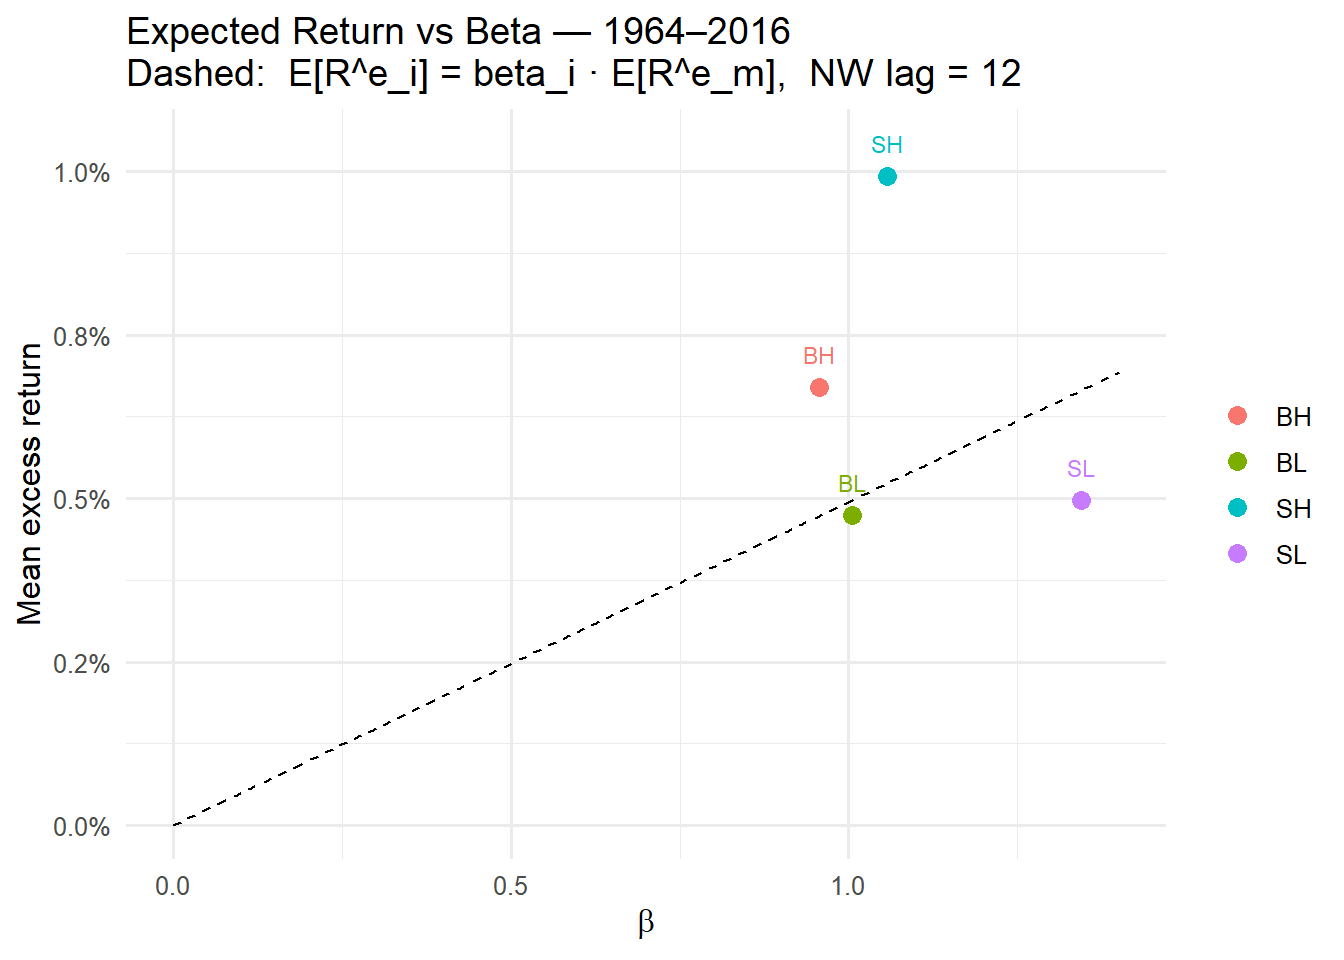 Expected Return vs Beta — 1964–2016
Dashed:  E[R^e_i] = beta_i · E[R^e_m],  NW lag = 12
Mean excess return
1.0%
0.8%
0.5%
0.2%
0.0%
SH
BH
BL
SL
0.0
0.5
1.0
β
BH
BL
SH
SL